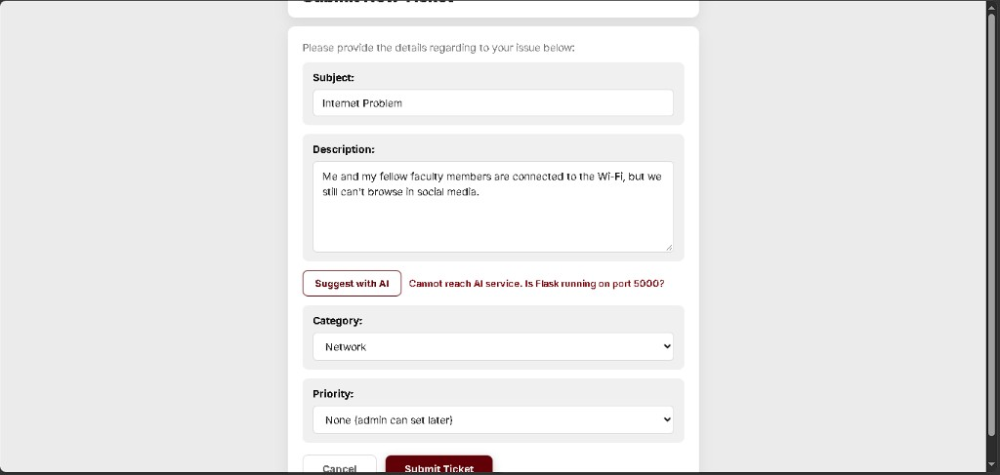 Submit New Ticket
Please provide the details regarding to your issue below:
Subject:
Internet Problem
Description:
Me and my fellow faculty members are connected to the Wi-Fi, but we
still can't browse in social media.
Suggest with AI
Cannot reach AI service. Is Flask running on port 5000?
Category:
Network
Priority:
None (admin can set later)
Cancel
Submit Ticket